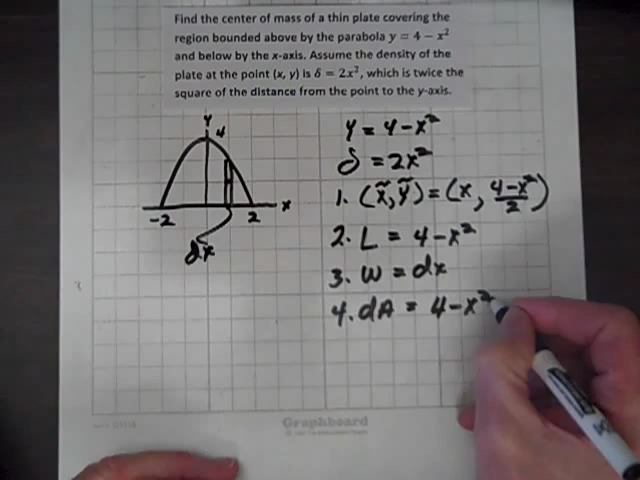 Find the center of mass of a thin plate covering the
region bounded above by the parabola y = 4 − x²
and below by the x-axis. Assume the density of the
plate at the point (x, y) is δ = 2x², which is twice the
square of the distance from the point to the y-axis.
y
4
x
-2
2
dx
y = 4-x²
δ = 2x²
1. (x̃, ỹ) = (x, (4-x²)/2)
2. L = 4-x²
3. W = dx
4. dA = 4-x²
Graphboard